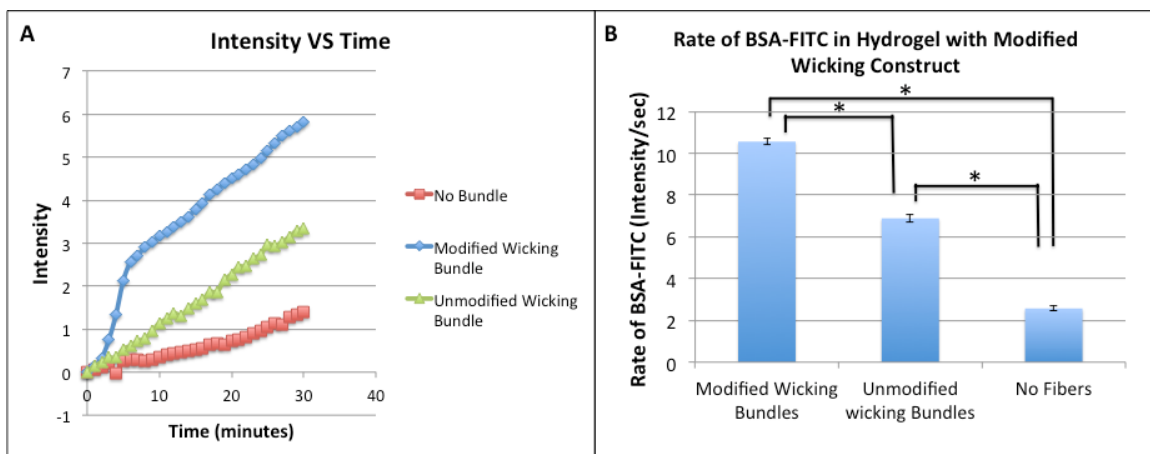 A
Intensity VS Time
7
6
5
4
3
2
1
0
-1
0
10
20
30
40
Intensity
Time (minutes)
No Bundle
Modified Wicking
Bundle
Unmodified Wicking
Bundle
B
Rate of BSA-FITC in Hydrogel with Modified
Wicking Construct
*
*
*
12
10
8
6
4
2
0
Rate of BSA-FITC (Intensity/sec)
Modified Wicking
Bundles
Unmodified
wicking Bundles
No Fibers